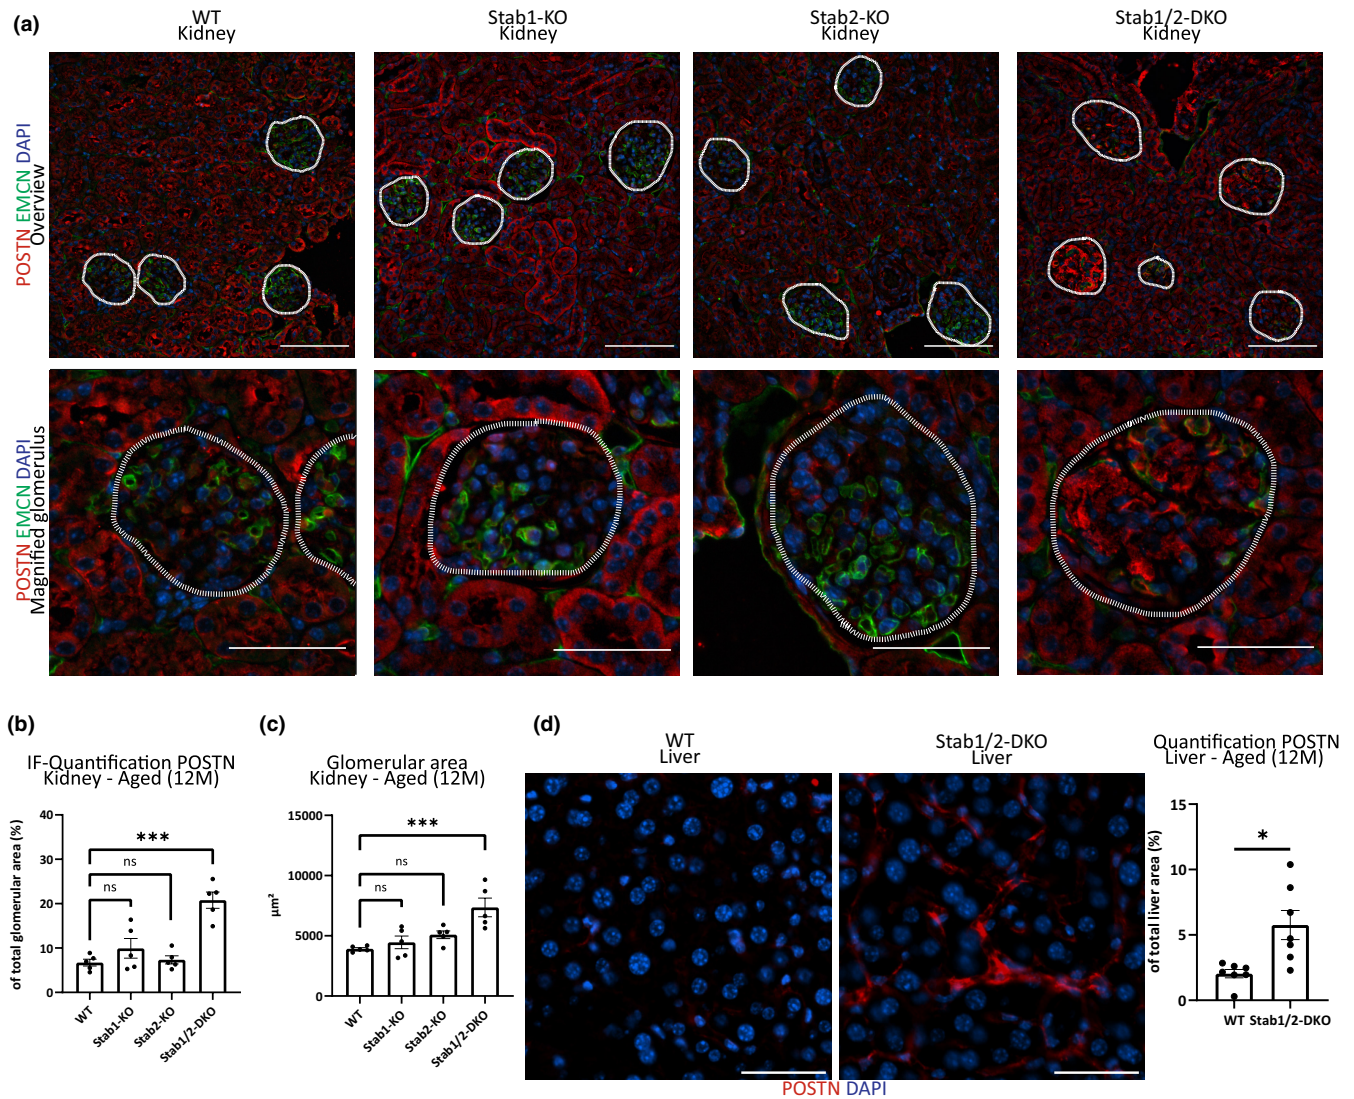 (a)
WT
Kidney
Stab1-KO
Kidney
Stab2-KO
Kidney
Stab1/2-DKO
Kidney
POSTN EMCN DAPI
Overview
POSTN EMCN DAPI
Magnified glomerulus
(b)
IF-Quantification POSTN
Kidney - Aged (12M)
of total glomerular area (%)
40
30
20
10
0
***
ns
ns
WT
Stab1-KO
Stab2-KO
Stab1/2-DKO
(c)
Glomerular area
Kidney - Aged (12M)
µm²
15000
10000
5000
0
***
ns
ns
WT
Stab1-KO
Stab2-KO
Stab1/2-DKO
(d)
WT
Liver
Stab1/2-DKO
Liver
POSTN DAPI
Quantification POSTN
Liver - Aged (12M)
of total liver area (%)
15
10
5
0
*
WT Stab1/2-DKO